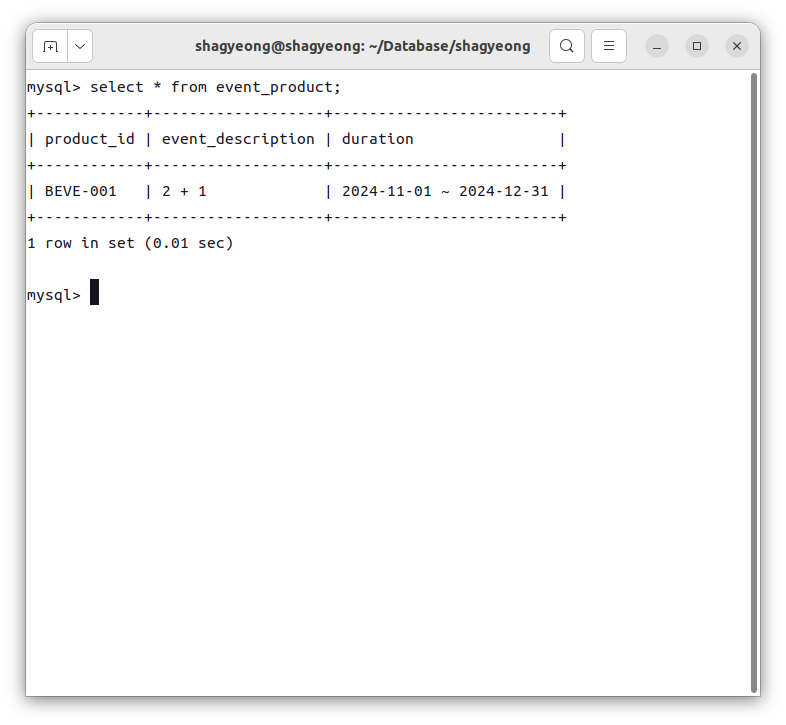 shagyeong@shagyeong: ~/Database/shagyeong
mysql> select * from event_product;
+------------+-------------------+-------------------------+
| product_id | event_description | duration                |
+------------+-------------------+-------------------------+
| BEVE-001   | 2 + 1             | 2024-11-01 ~ 2024-12-31 |
+------------+-------------------+-------------------------+
1 row in set (0.01 sec)
mysql>